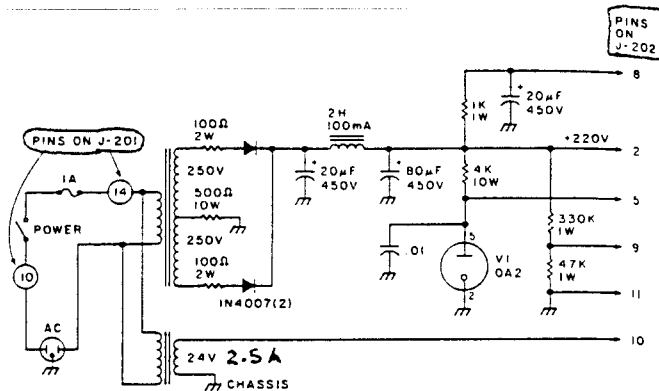 PINS
ON
J-202
8
1K
1W
20µF
450V
2H
100mA
100Ω
2W
PINS ON J-201
+220V
2
250V
1A
14
20µF
450V
80µF
450V
4K
10W
500Ω
10W
5
POWER
330K
1W
250V
.01
5
V1
0A2
9
10
100Ω
2W
47K
1W
2
1N4007(2)
11
AC
10
24V 2.5A
CHASSIS